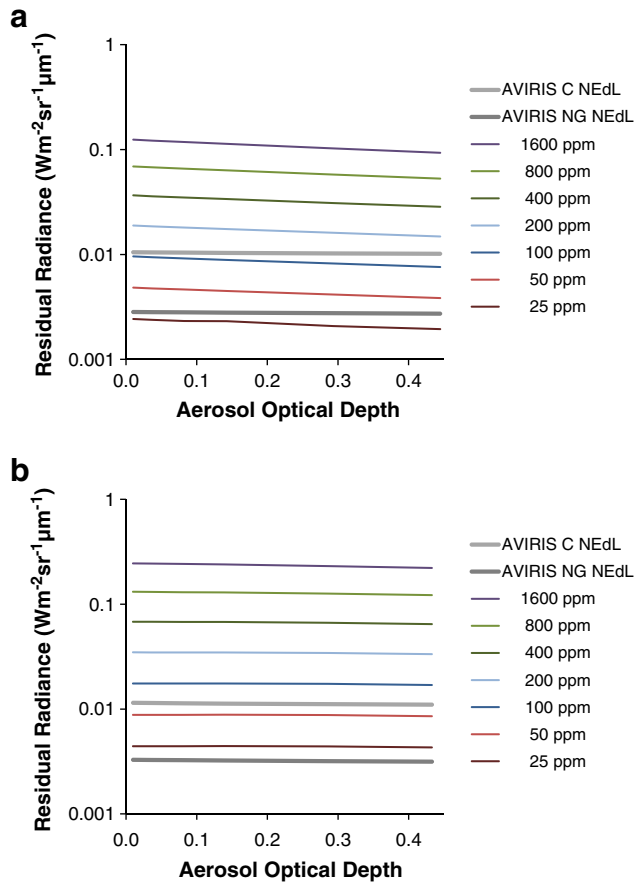 a
Residual Radiance (Wm-2sr-1µm-1)
1
0.1
0.01
0.001
0.0 0.1 0.2 0.3 0.4
Aerosol Optical Depth
AVIRIS C NEdL
AVIRIS NG NEdL
1600 ppm
800 ppm
400 ppm
200 ppm
100 ppm
50 ppm
25 ppm
b
Residual Radiance (Wm-2sr-1µm-1)
1
0.1
0.01
0.001
0.0 0.1 0.2 0.3 0.4
Aerosol Optical Depth
AVIRIS C NEdL
AVIRIS NG NEdL
1600 ppm
800 ppm
400 ppm
200 ppm
100 ppm
50 ppm
25 ppm